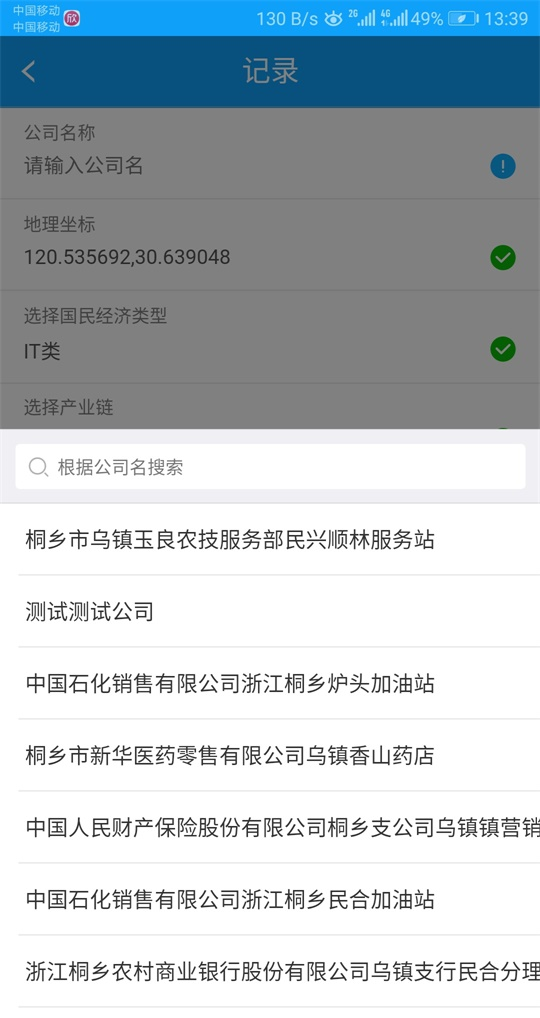 中国移动
中国移动
欣
130 B/s 2G 4G 49% 13:39
记录
公司名称
请输入公司名
地理坐标
120.535692,30.639048
选择国民经济类型
IT类
选择产业链
根据公司名搜索
桐乡市乌镇玉良农技服务部民兴顺林服务站
测试测试公司
中国石化销售有限公司浙江桐乡炉头加油站
桐乡市新华医药零售有限公司乌镇香山药店
中国人民财产保险股份有限公司桐乡支公司乌镇镇营销
中国石化销售有限公司浙江桐乡民合加油站
浙江桐乡农村商业银行股份有限公司乌镇支行民合分理